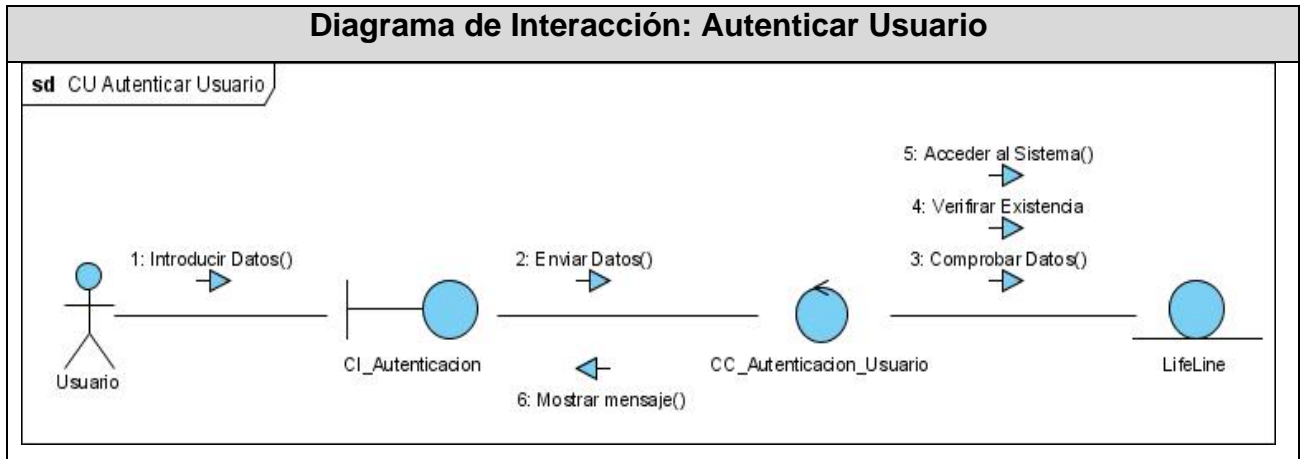 Diagrama de Interacción: Autenticar Usuario
sd CU Autenticar Usuario
5: Acceder al Sistema()
4: Verifirar Existencia
1: Introducir Datos()
2: Enviar Datos()
3: Comprobar Datos()
Usuario
CI_Autenticacion
CC_Autenticacion_Usuario
LifeLine
6: Mostrar mensaje()